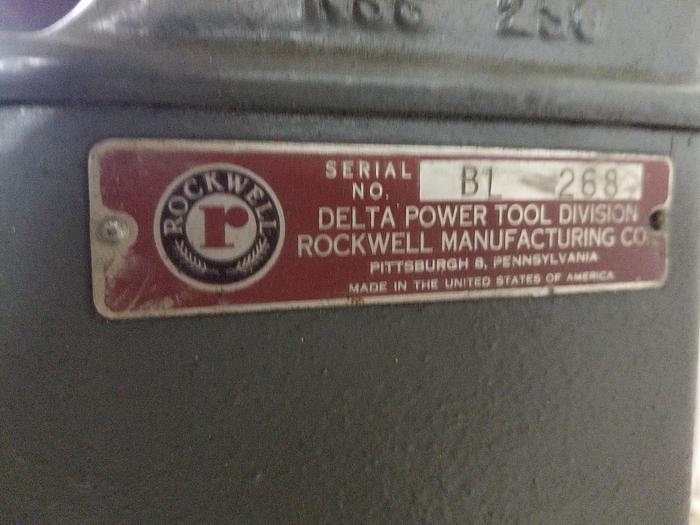 ROCKWELL
r
SERIAL
NO. BL 268
DELTA POWER TOOL DIVISION
ROCKWELL MANUFACTURING CO.
PITTSBURGH 8, PENNSYLVANIA
MADE IN THE UNITED STATES OF AMERICA